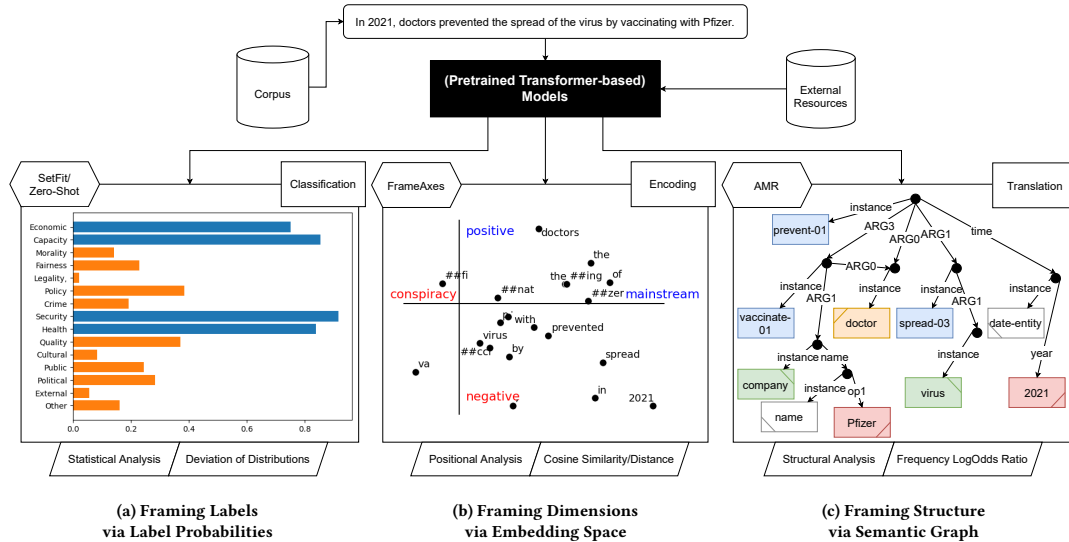 In 2021, doctors prevented the spread of the virus by vaccinating with Pfizer.
Corpus
(Pretrained Transformer-based)
Models
External
Resources
SetFit/
Zero-Shot
Classification
Economic
Capacity
Morality
Fairness
Legality,
Policy
Crime
Security
Health
Quality
Cultural
Public
Political
External
Other
0.0
0.2
0.4
0.6
0.8
Statistical Analysis
Deviation of Distributions
FrameAxes
Encoding
positive
doctors
the
##fi
the
##ing
of
conspiracy
##nat
##zer
mainstream
with
prevented
virus
##cci
by
va
spread
negative
in
2021
Positional Analysis
Cosine Similarity/Distance
AMR
Translation
instance
prevent-01
ARG3
ARG0
ARG1
time
ARG0
instance
ARG1
instance
instance
ARG1
instance
vaccinate-
01
doctor
spread-03
date-entity
instance
name
instance
year
company
instance
op1
virus
2021
name
Pfizer
Structural Analysis
Frequency LogOdds Ratio
(a) Framing Labels
via Label Probabilities
(b) Framing Dimensions
via Embedding Space
(c) Framing Structure
via Semantic Graph